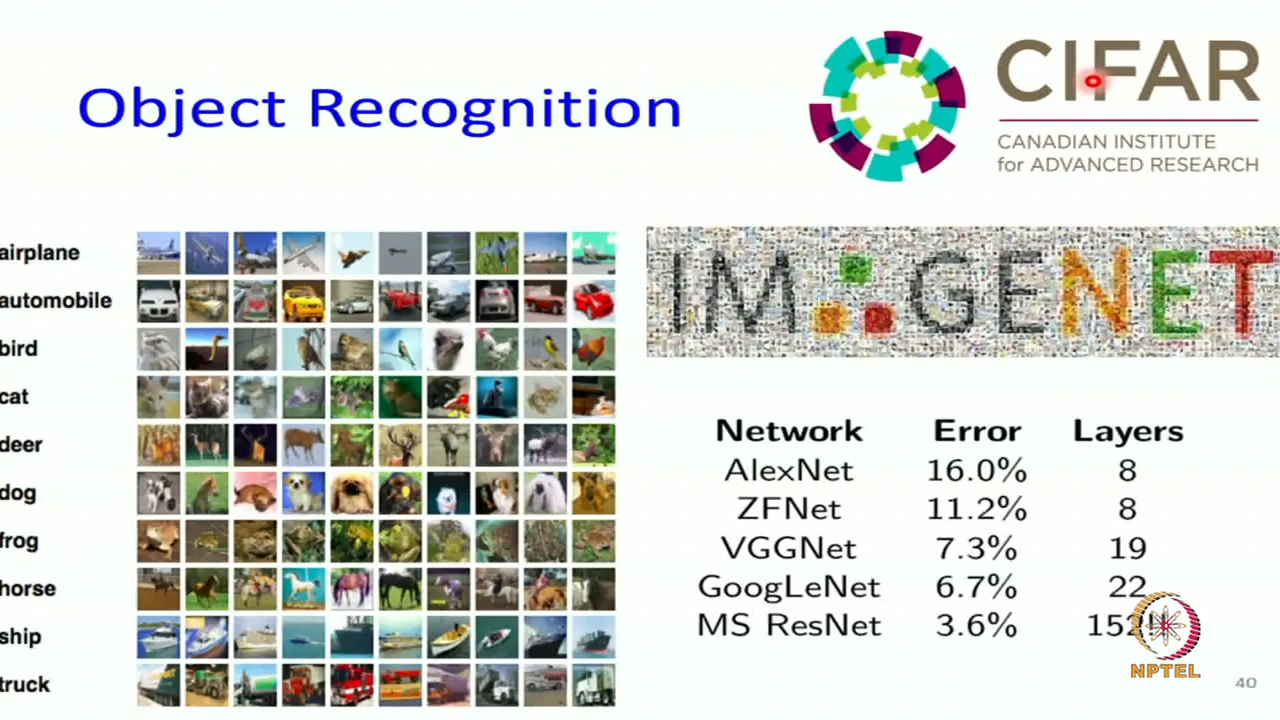 Object Recognition
CIFAR
CANADIAN INSTITUTE
for ADVANCED RESEARCH
airplane
automobile
bird
cat
deer
dog
frog
horse
ship
truck
IMAGENET
Network Error Layers
AlexNet 16.0% 8
ZFNet 11.2% 8
VGGNet 7.3% 19
GoogLeNet 6.7% 22
MS ResNet 3.6% 152
NPTEL
40